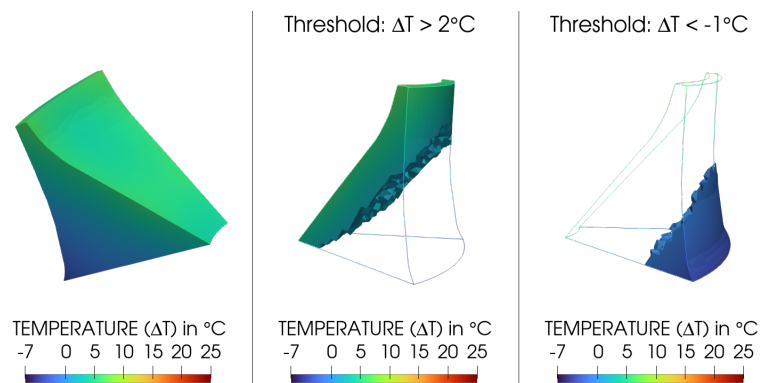 Threshold: ΔT > 2°C
Threshold: ΔT < -1°C
TEMPERATURE (ΔT) in °C
-7 0 5 10 15 20 25
TEMPERATURE (ΔT) in °C
-7 0 5 10 15 20 25
TEMPERATURE (ΔT) in °C
-7 0 5 10 15 20 25